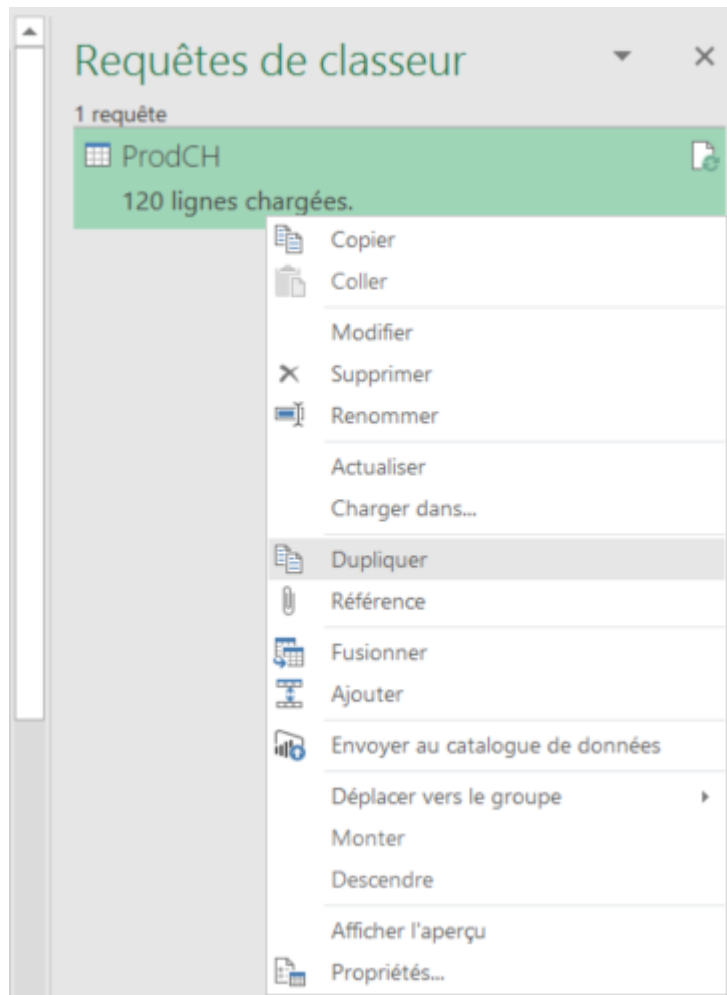 Requêtes de classeur
1 requête
ProdCH
120 lignes chargées.
Copier
Coller
Modifier
Supprimer
Renommer
Actualiser
Charger dans...
Dupliquer
Référence
Fusionner
Ajouter
Envoyer au catalogue de données
Déplacer vers le groupe
Monter
Descendre
Afficher l'aperçu
Propriétés...